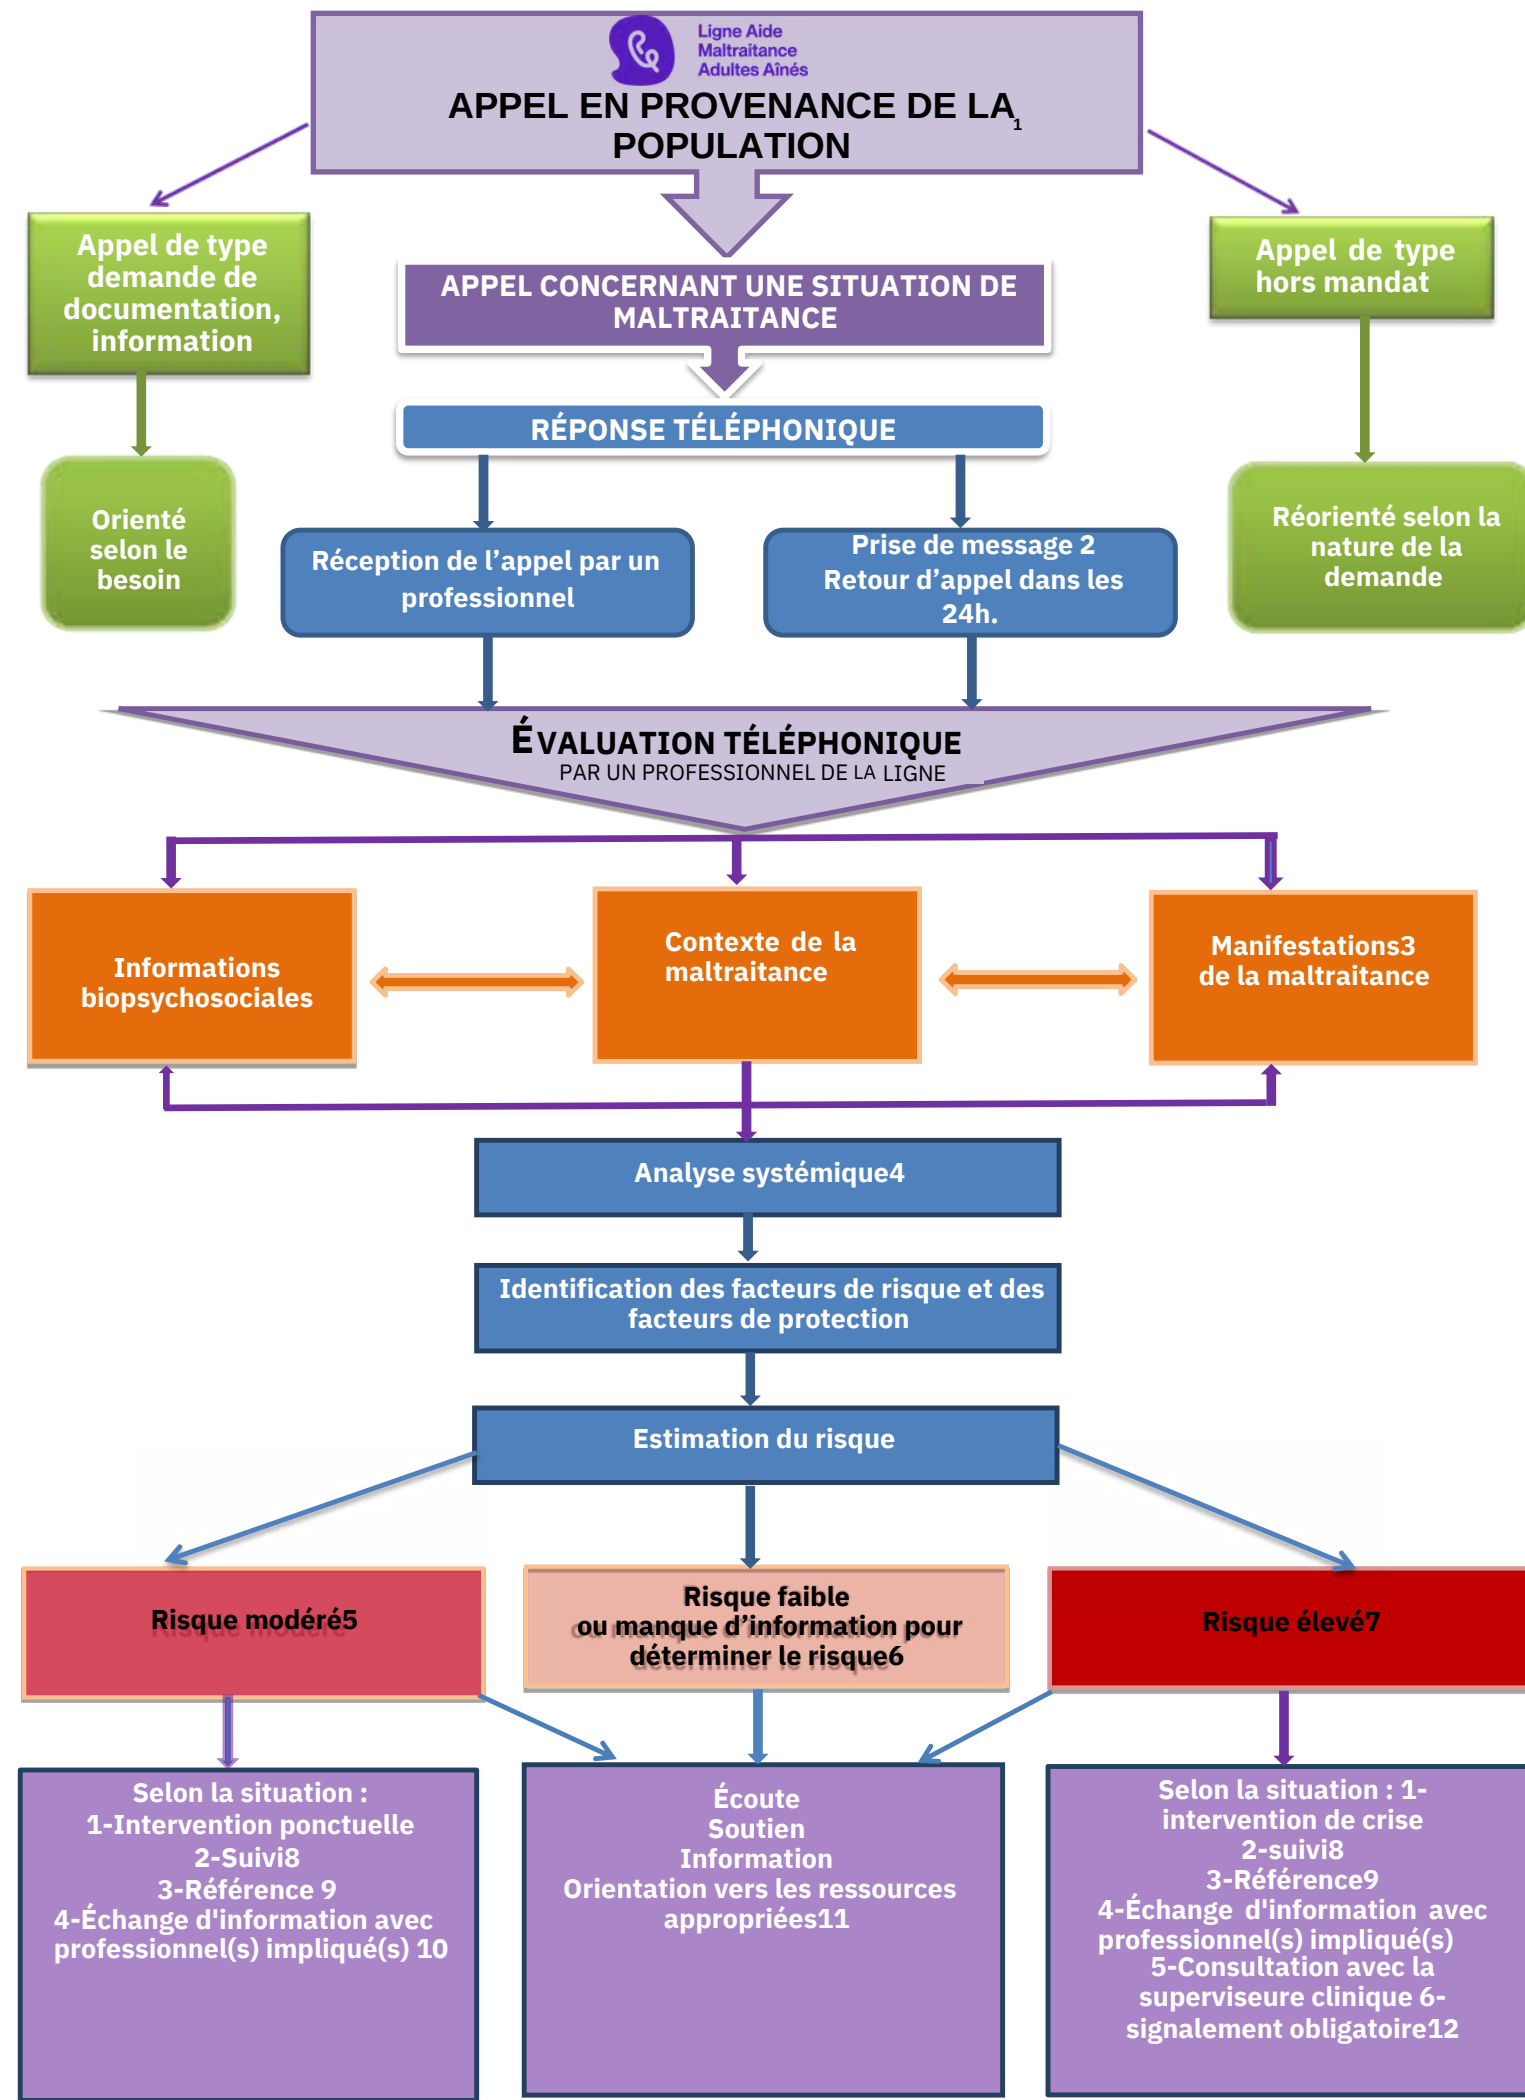 Ligne Aide
Maltraitance
Adultes Aînés
APPEL EN PROVENANCE DE LA 1
POPULATION
Appel de type
demande de
documentation,
information
APPEL CONCERNANT UNE SITUATION DE
MALTRAITANCE
Appel de type
hors mandat
RÉPONSE TÉLÉPHONIQUE
Orienté
selon le
besoin
Réception de l'appel par un
professionnel
Prise de message 2
Retour d'appel dans les
24h.
Réorienté selon la
nature de la
demande
ÉVALUATION TÉLÉPHONIQUE
PAR UN PROFESSIONNEL DE LA LIGNE
Informations
biopsychosociales
Contexte de la
maltraitance
Manifestations3
de la maltraitance
Analyse systémique4
Identification des facteurs de risque et des
facteurs de protection
Estimation du risque
Risque modéré5
Risque faible
ou manque d'information pour
déterminer le risque6
Risque élevé7
Selon la situation :
1-Intervention ponctuelle
2-Suivi8
3-Référence 9
4-Échange d'information avec
professionnel(s) impliqué(s) 10
Écoute
Soutien
Information
Orientation vers les ressources
appropriées11
Selon la situation : 1-
intervention de crise
2-suivi8
3-Référence9
4-Échange d'information avec
professionnel(s) impliqué(s)
5-Consultation avec la
superviseure clinique 6-
signalement obligatoire12